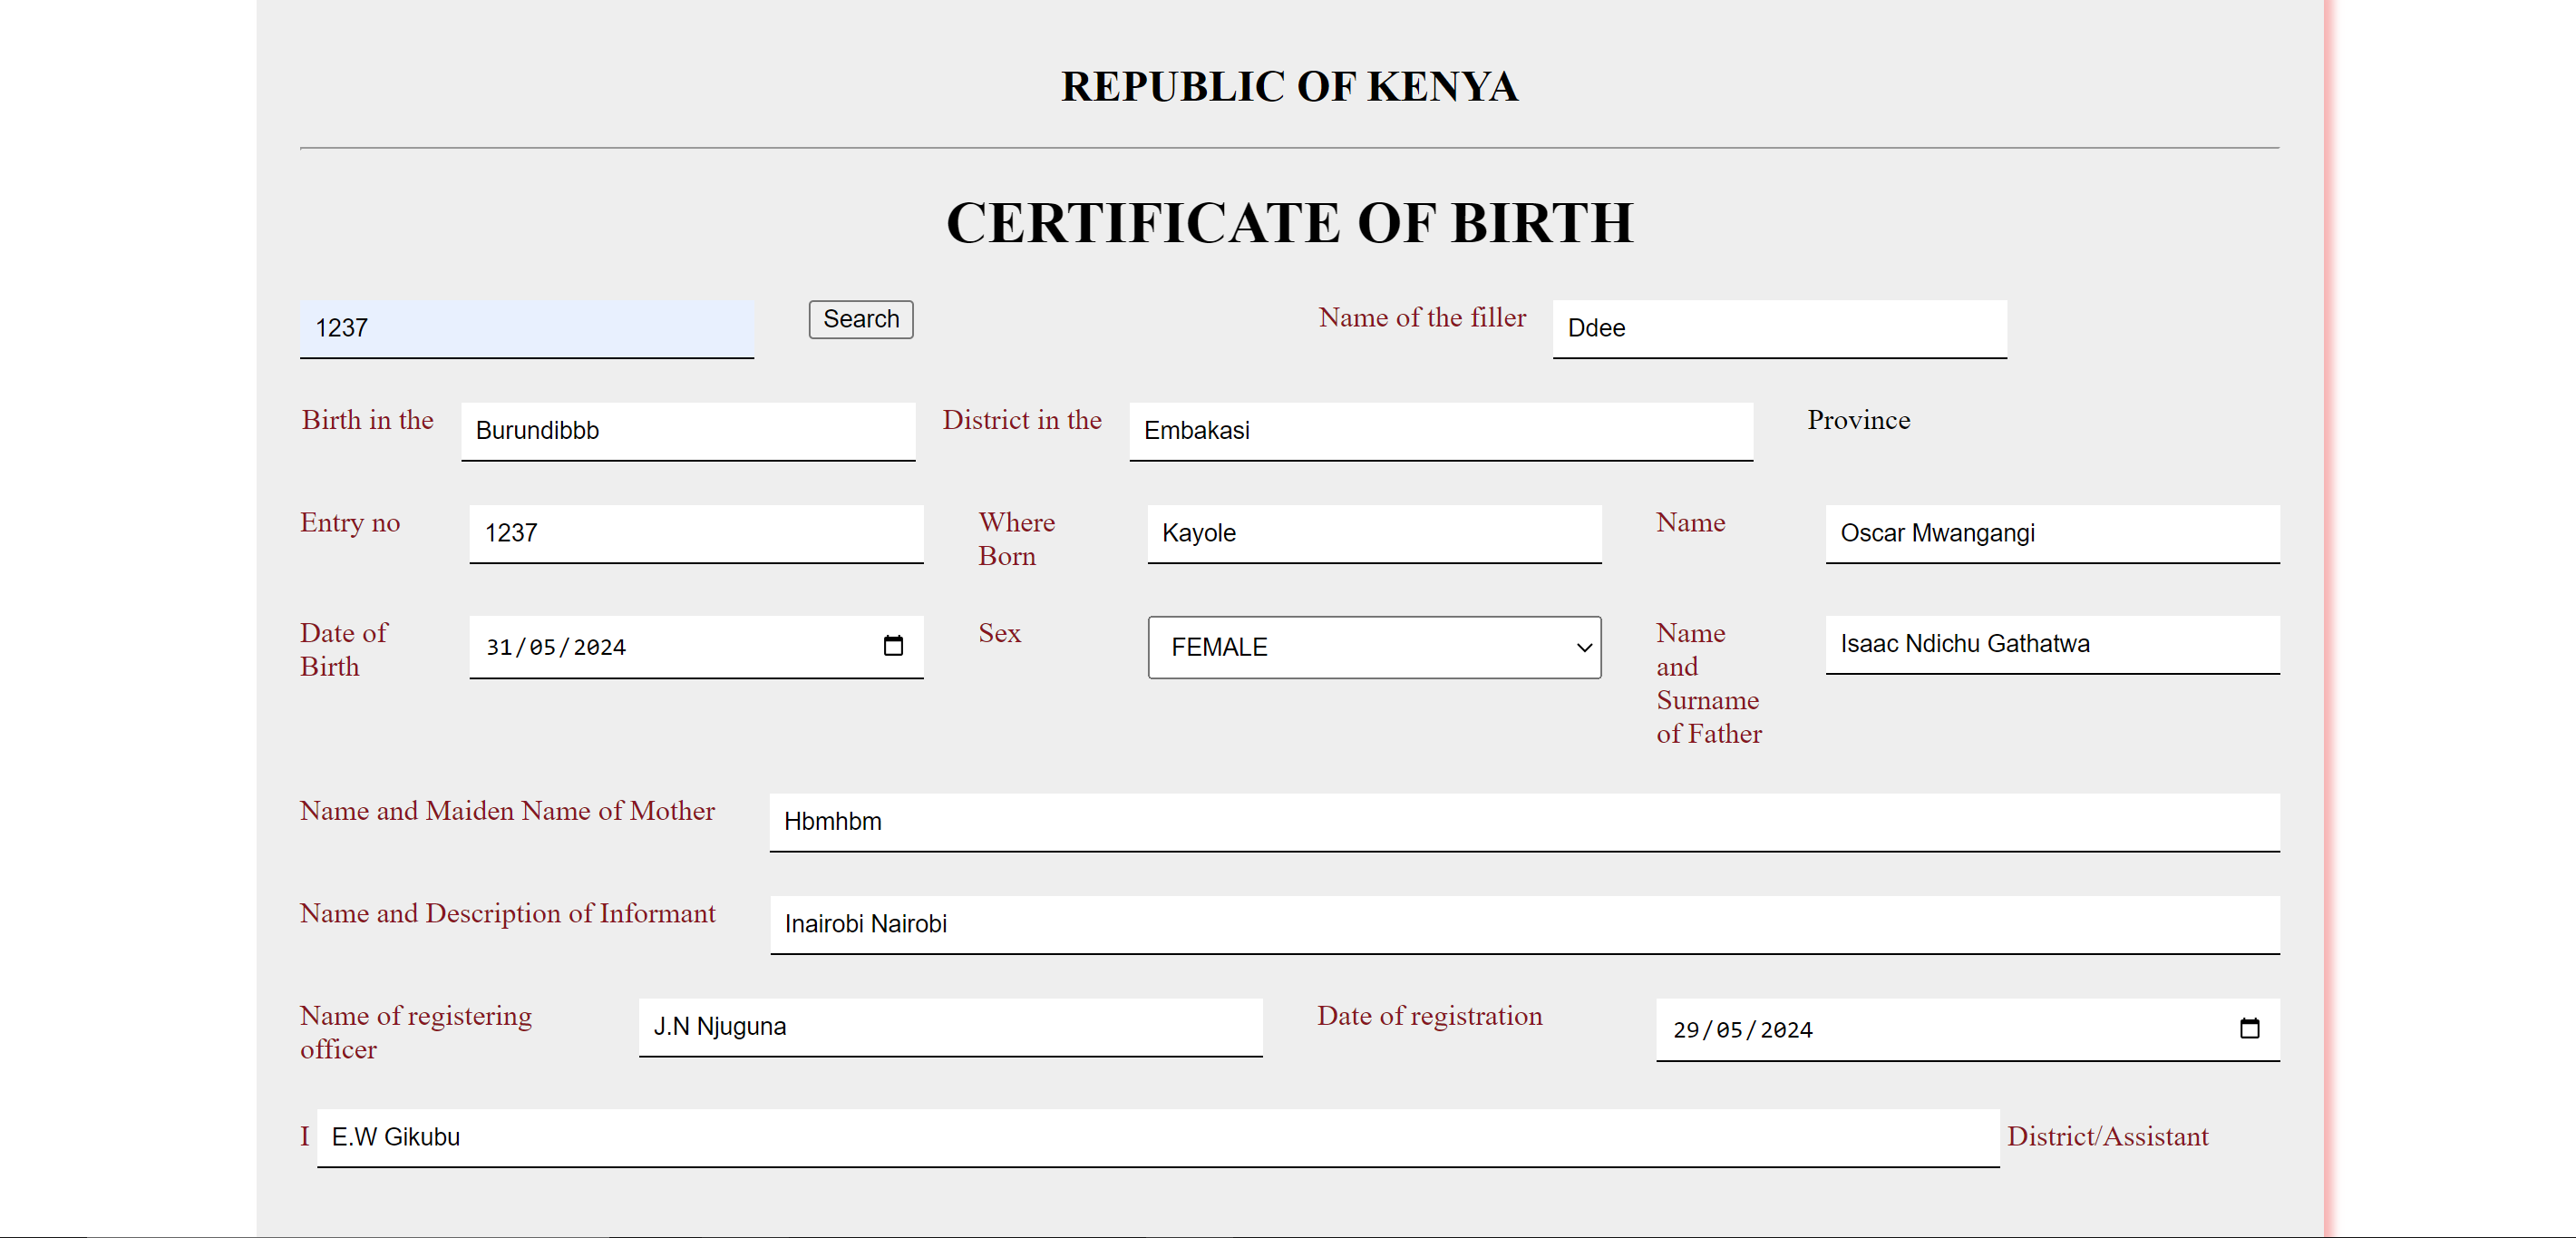 REPUBLIC OF KENYA
CERTIFICATE OF BIRTH
1237 Search Name of the filler Ddee
Birth in the Burundibbb District in the Embakasi Province
Entry no 1237 Where Born Kayole Name Oscar Mwangangi
Date of Birth 31/05/2024 Sex FEMALE Name and Surname of Father Isaac Ndichu Gathatwa
Name and Maiden Name of Mother Hbmhbm
Name and Description of Informant Inairobi Nairobi
Name of registering officer J.N Njuguna Date of registration 29/05/2024
I E.W Gikubu District/Assistant